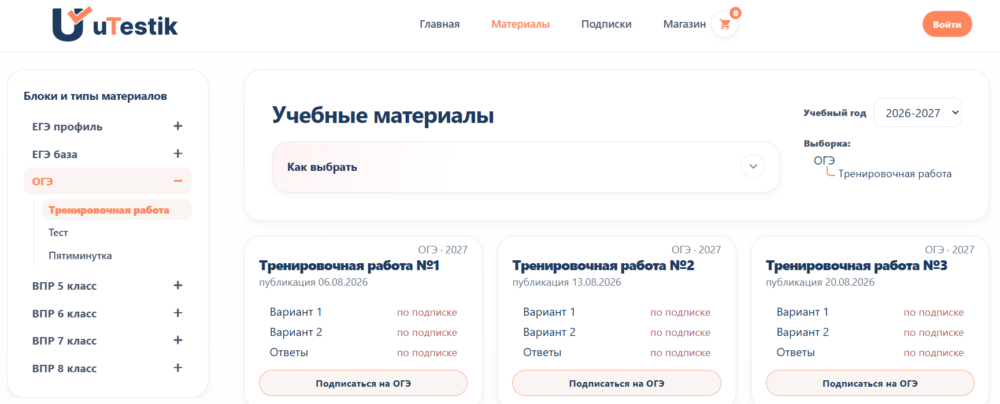 uTestik
Главная
Материалы
Подписки
Магазин
0
Войти
Блоки и типы материалов
ЕГЭ профиль
ЕГЭ база
ОГЭ
Тренировочная работа
Тест
Пятиминутка
ВПР 5 класс
ВПР 6 класс
ВПР 7 класс
ВПР 8 класс
Учебные материалы
Как выбрать
Учебный год
2026-2027
Выборка:
ОГЭ
Тренировочная работа
ОГЭ · 2027
Тренировочная работа №1
публикация 06.08.2026
Вариант 1 по подписке
Вариант 2 по подписке
Ответы по подписке
Подписаться на ОГЭ
ОГЭ · 2027
Тренировочная работа №2
публикация 13.08.2026
Вариант 1 по подписке
Вариант 2 по подписке
Ответы по подписке
Подписаться на ОГЭ
ОГЭ · 2027
Тренировочная работа №3
публикация 20.08.2026
Вариант 1 по подписке
Вариант 2 по подписке
Ответы по подписке
Подписаться на ОГЭ